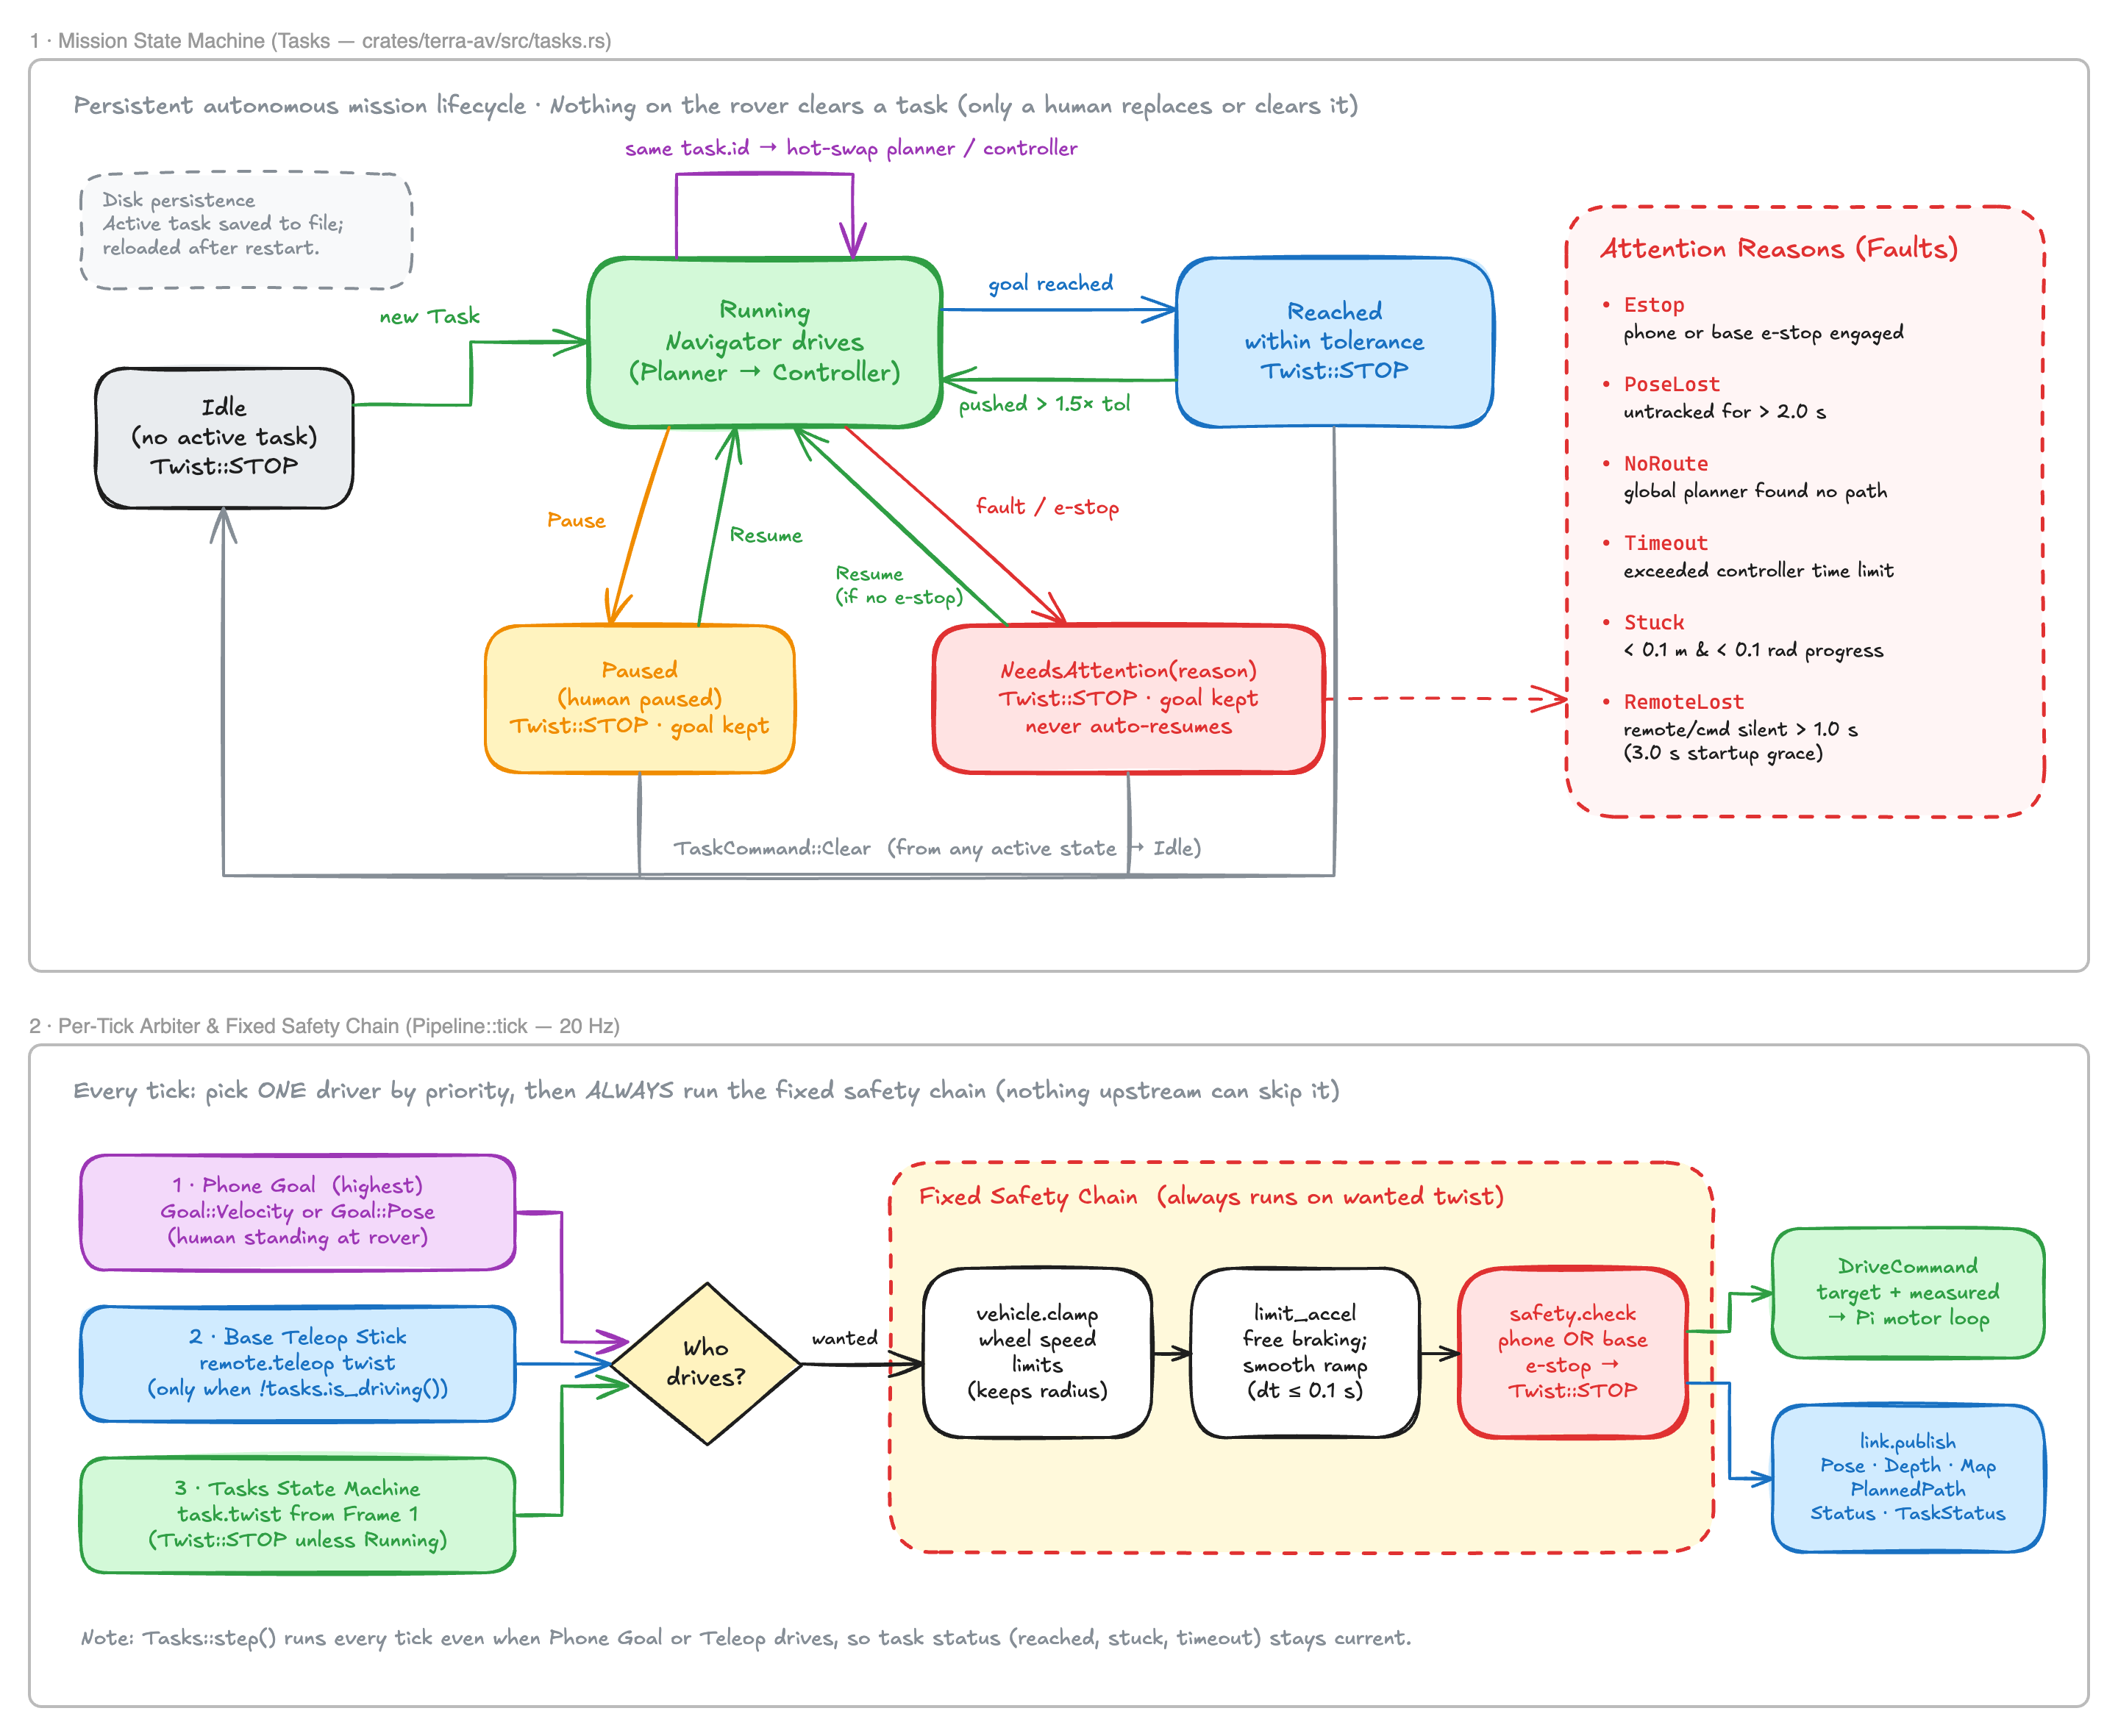 1 · Mission State Machine (Tasks — crates/terra-av/src/tasks.rs)
Persistent autonomous mission lifecycle · Nothing on the rover clears a task (only a human replaces or clears it)
same task.id → hot-swap planner / controller
Disk persistence
Active task saved to file;
reloaded after restart.
new Task
Idle
(no active task)
Twist::STOP
Running
Navigator drives
(Planner → Controller)
goal reached
pushed > 1.5× tol
Reached
within tolerance
Twist::STOP
Pause
Resume
Resume
(if no e-stop)
fault / e-stop
Paused
(human paused)
Twist::STOP · goal kept
NeedsAttention(reason)
Twist::STOP · goal kept
never auto-resumes
TaskCommand::Clear (from any active state → Idle)
Attention Reasons (Faults)
• Estop
phone or base e-stop engaged
• PoseLost
untracked for > 2.0 s
• NoRoute
global planner found no path
• Timeout
exceeded controller time limit
• Stuck
< 0.1 m & < 0.1 rad progress
• RemoteLost
remote/cmd silent > 1.0 s
(3.0 s startup grace)
2 · Per-Tick Arbiter & Fixed Safety Chain (Pipeline::tick — 20 Hz)
Every tick: pick ONE driver by priority, then ALWAYS run the fixed safety chain (nothing upstream can skip it)
1 · Phone Goal (highest)
Goal::Velocity or Goal::Pose
(human standing at rover)
2 · Base Teleop Stick
remote.teleop twist
(only when !tasks.is_driving())
3 · Tasks State Machine
task.twist from Frame 1
(Twist::STOP unless Running)
Who
drives?
wanted
Fixed Safety Chain (always runs on wanted twist)
vehicle.clamp
wheel speed
limits
(keeps radius)
limit_accel
free braking;
smooth ramp
(dt ≤ 0.1 s)
safety.check
phone OR base
e-stop →
Twist::STOP
DriveCommand
target + measured
→ Pi motor loop
link.publish
Pose · Depth · Map
PlannedPath
Status · TaskStatus
Note: Tasks::step() runs every tick even when Phone Goal or Teleop drives, so task status (reached, stuck, timeout) stays current.